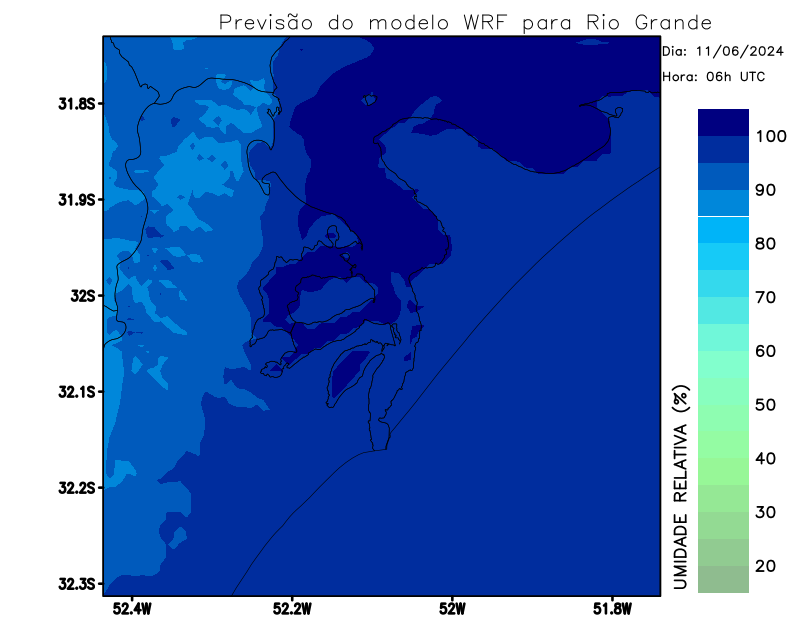 Previsão do modelo WRF para Rio Grande
Dia: 11/06/2024
Hora: 06h UTC
31.8S
31.9S
32S
32.1S
32.2S
32.3S
52.4W
52.2W
52W
51.8W
100
90
80
70
60
50
40
30
20
UMIDADE RELATIVA (%)